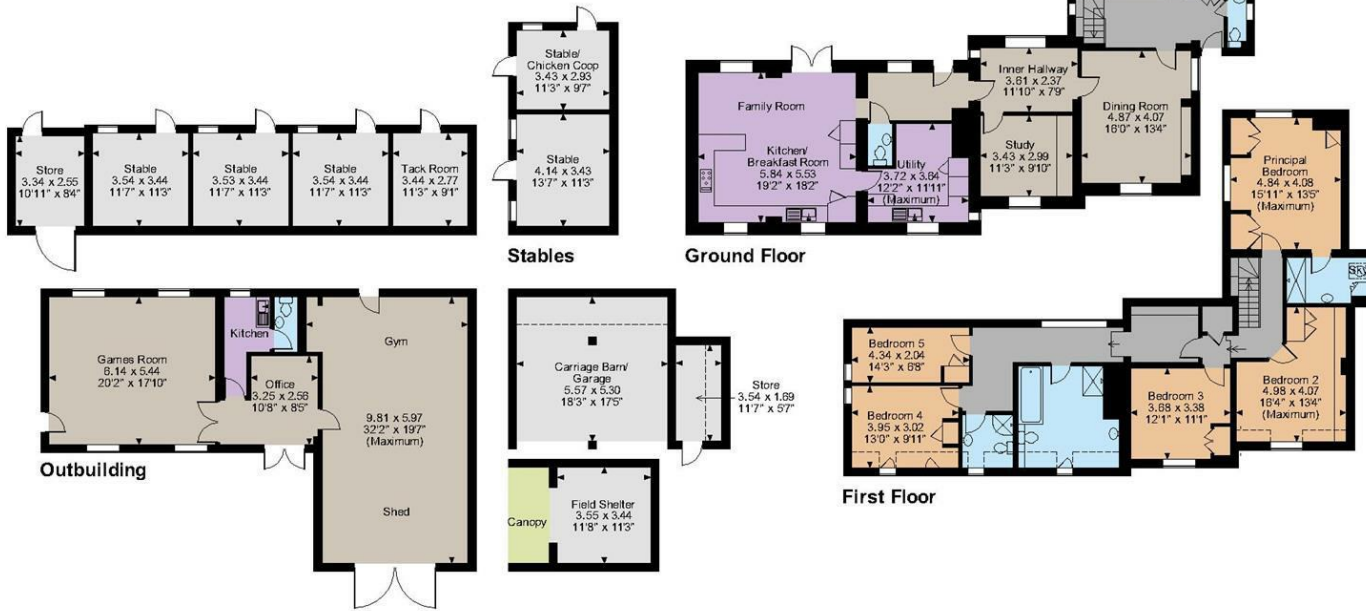 Stable/
Chicken Coop
3.43 x 2.93
11'3" x 9'7"
Stable
4.14 x 3.43
13'7" x 11'3"
Stables
Store
3.34 x 2.55
10'11" x 8'4"
Stable
3.54 x 3.44
11'7" x 11'3"
Stable
3.53 x 3.44
11'7" x 11'3"
Stable
3.54 x 3.44
11'7" x 11'3"
Tack Room
3.44 x 2.77
11'3" x 9'1"
Family Room
Kitchen/
Breakfast Room
5.84 x 5.53
19'2" x 18'2"
Utility
3.72 x 3.64
12'2" x 11'11"
(Maximum)
Inner Hallway
3.61 x 2.37
11'10" x 7'9"
Study
3.43 x 2.99
11'3" x 9'10"
Dining Room
4.87 x 4.07
16'0" x 13'4"
Ground Floor
Principal
Bedroom
4.84 x 4.08
15'11" x 13'5"
(Maximum)
Games Room
6.14 x 5.44
20'2" x 17'10"
Kitchen
Office
3.25 x 2.56
10'8" x 8'5"
Gym
9.81 x 5.97
32'2" x 19'7"
(Maximum)
Shed
Outbuilding
Carriage Barn/
Garage
5.57 x 5.30
18'3" x 17'5"
Store
3.54 x 1.69
11'7" x 5'7"
Canopy
Field Shelter
3.55 x 3.44
11'8" x 11'3"
Bedroom 5
4.34 x 2.04
14'3" x 6'8"
Bedroom 4
3.95 x 3.02
13'0" x 9'11"
Bedroom 3
3.68 x 3.38
12'1" x 11'1"
Bedroom 2
4.98 x 4.07
16'4" x 13'4"
(Maximum)
First Floor